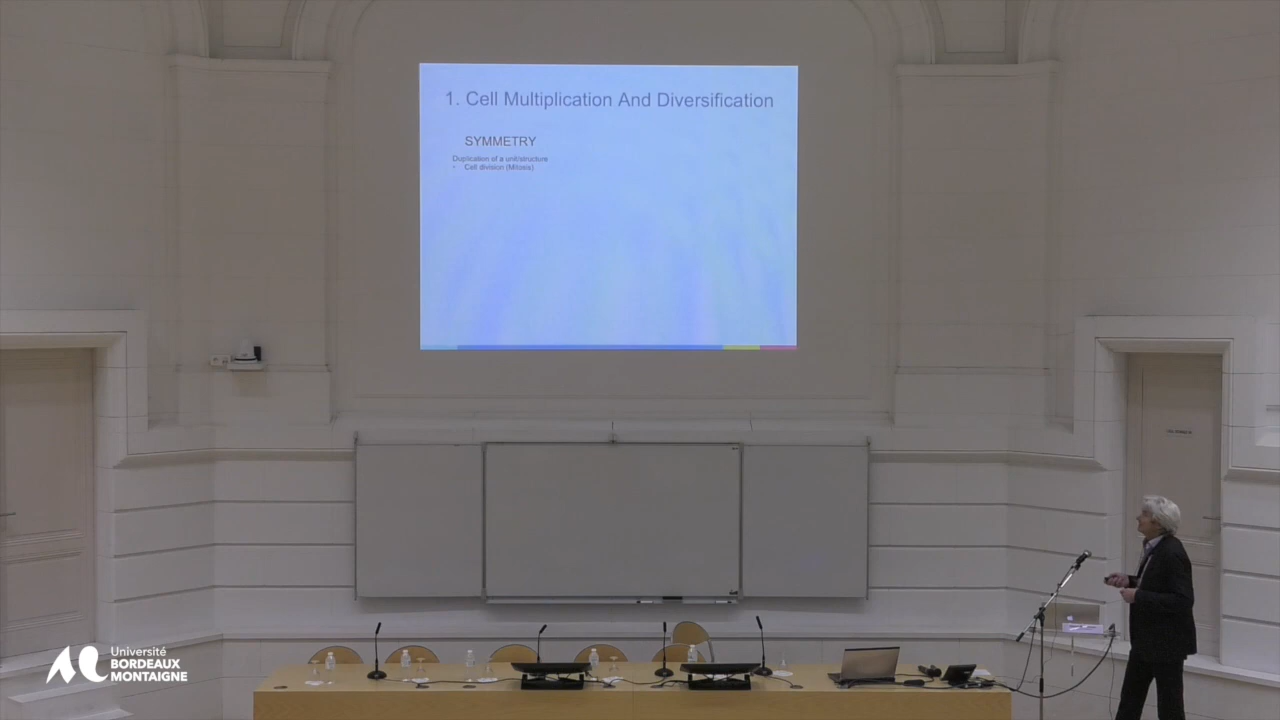 1. Cell Multiplication And Diversification
SYMMETRY
Duplication of a unit/structure
- Cell division (Mitosis)
Université
BORDEAUX
MONTAIGNE